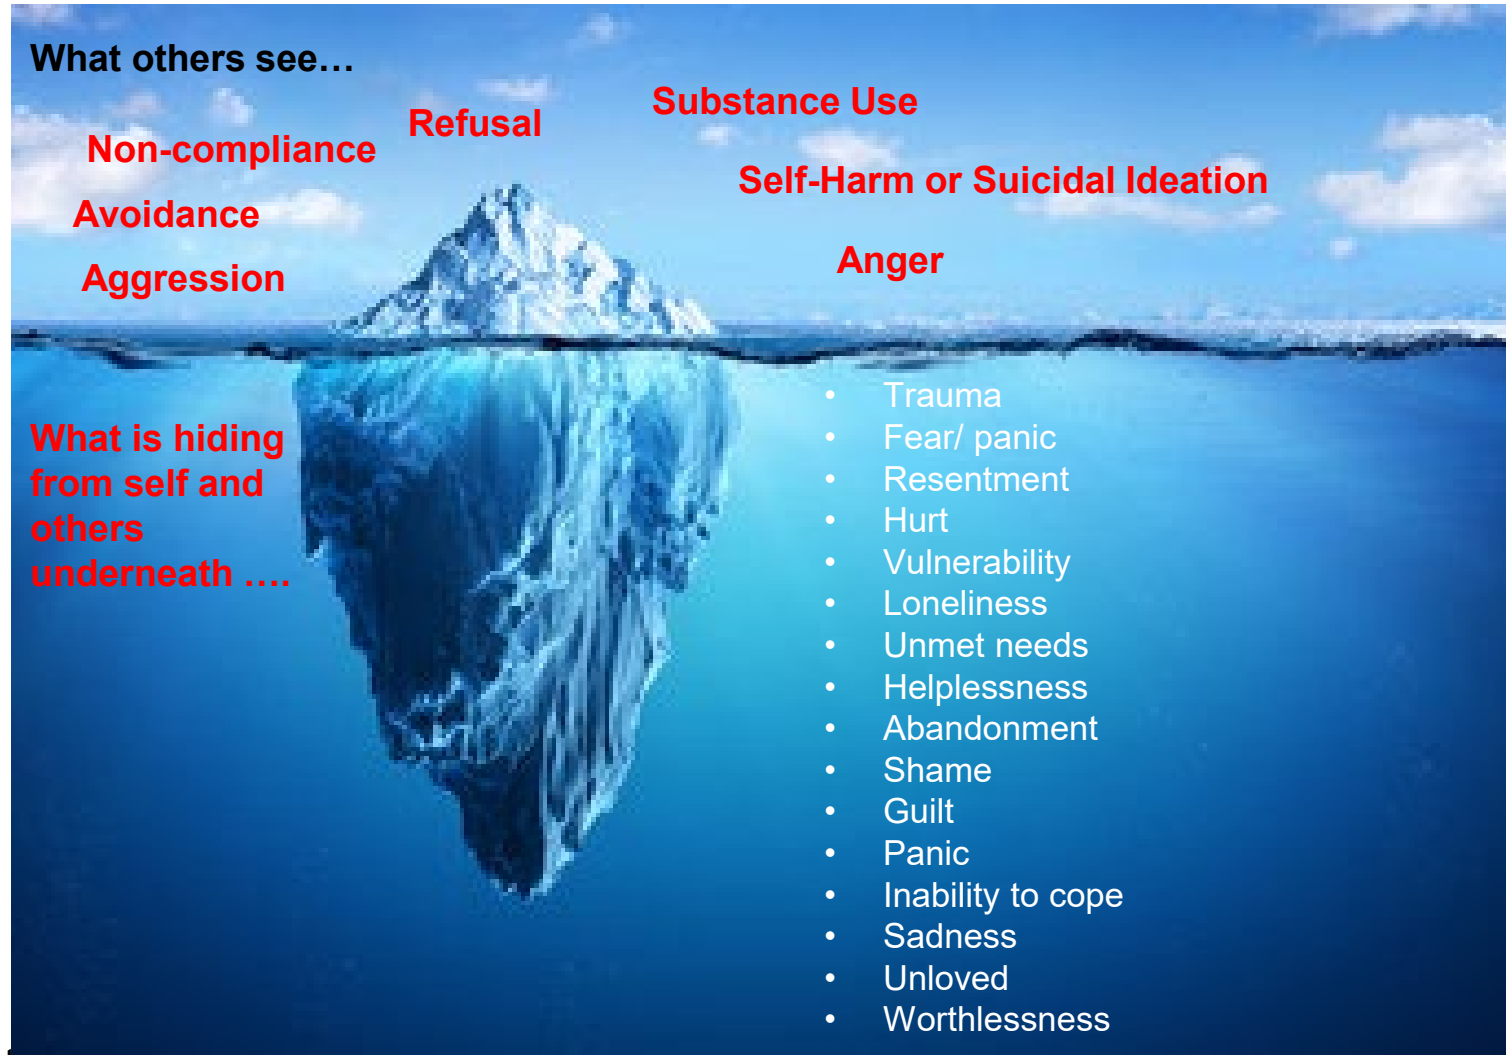 What others see…
Refusal
Substance Use
Non-compliance
Self-Harm or Suicidal Ideation
Avoidance
Anger
Aggression
What is hiding
from self and
others
underneath ….
• Trauma
• Fear/ panic
• Resentment
• Hurt
• Vulnerability
• Loneliness
• Unmet needs
• Helplessness
• Abandonment
• Shame
• Guilt
• Panic
• Inability to cope
• Sadness
• Unloved
• Worthlessness